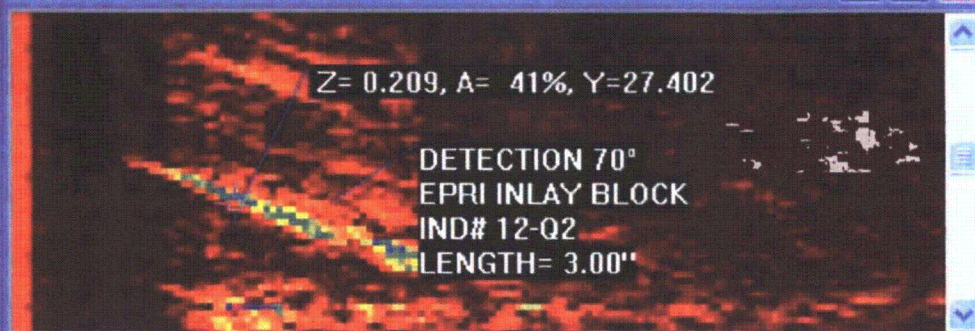 Z= 0.209, A= 41%, Y=27.402
DETECTION 70°
EPRI INLAY BLOCK
IND# 12-Q2
LENGTH= 3.00"